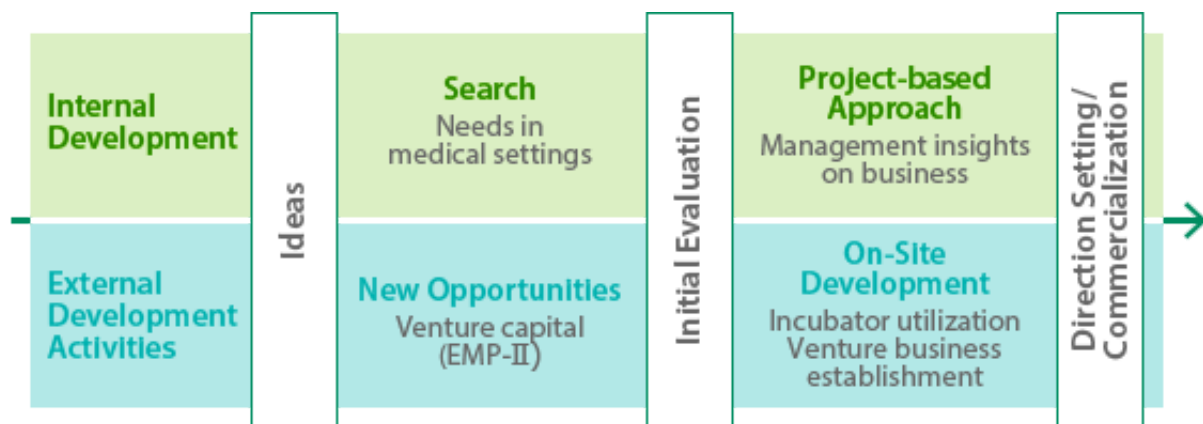 Internal
Development
Ideas
Search
Needs in
medical settings
Initial Evaluation
Project-based
Approach
Management insights
on business
Direction Setting/
Commercialization
External
Development
Activities
New Opportunities
Venture capital
(EMP-Ⅱ)
On-Site
Development
Incubator utilization
Venture business
establishment